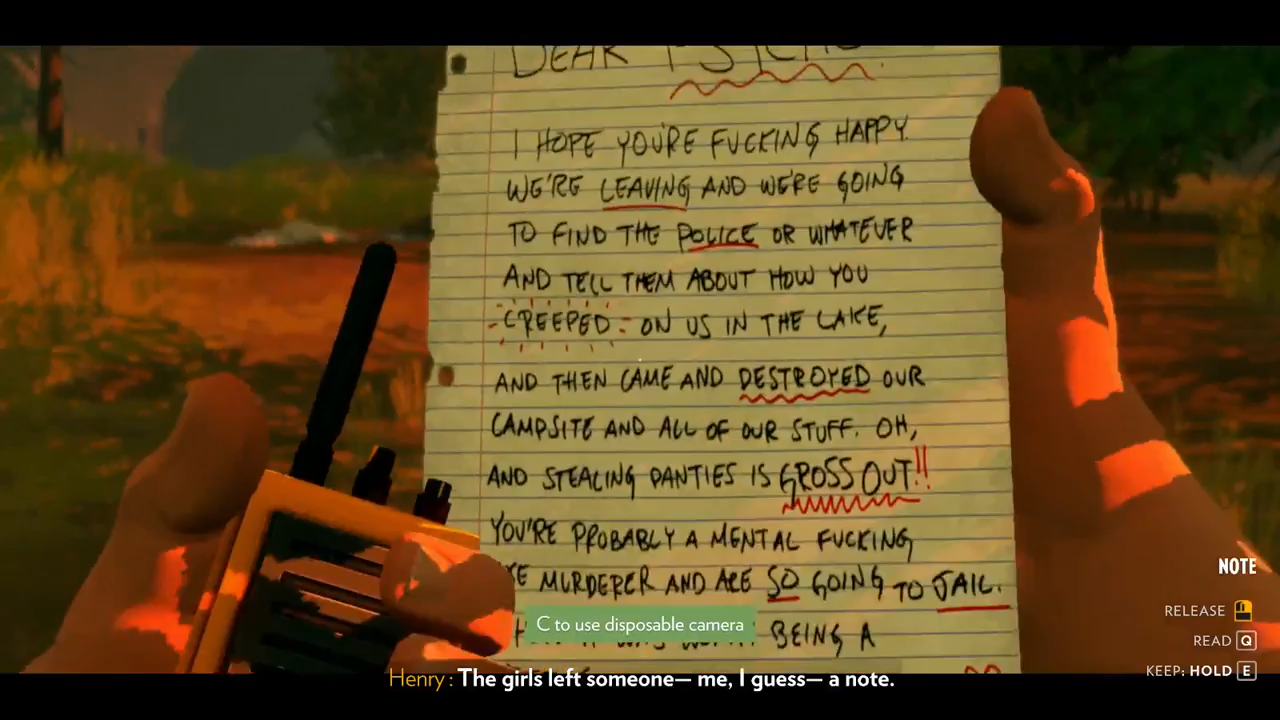 DEAR PSYCHO
I HOPE YOU'RE FUCKING HAPPY.
WE'RE LEAVING AND WE'RE GOING
TO FIND THE POLICE OR WHATEVER
AND TELL THEM ABOUT HOW YOU
CREEPED ON US IN THE LAKE,
AND THEN CAME AND DESTROYED OUR
CAMPSITE AND ALL OF OUR STUFF. OH,
AND STEALING PANTIES IS GROSS OUT!!
YOU'RE PROBABLY A MENTAL FUCKING
MURDERER AND ARE SO GOING TO JAIL.
BEING A
C to use disposable camera
NOTE
RELEASE
READ Q
KEEP: HOLD E
Henry: The girls left someone— me, I guess— a note.